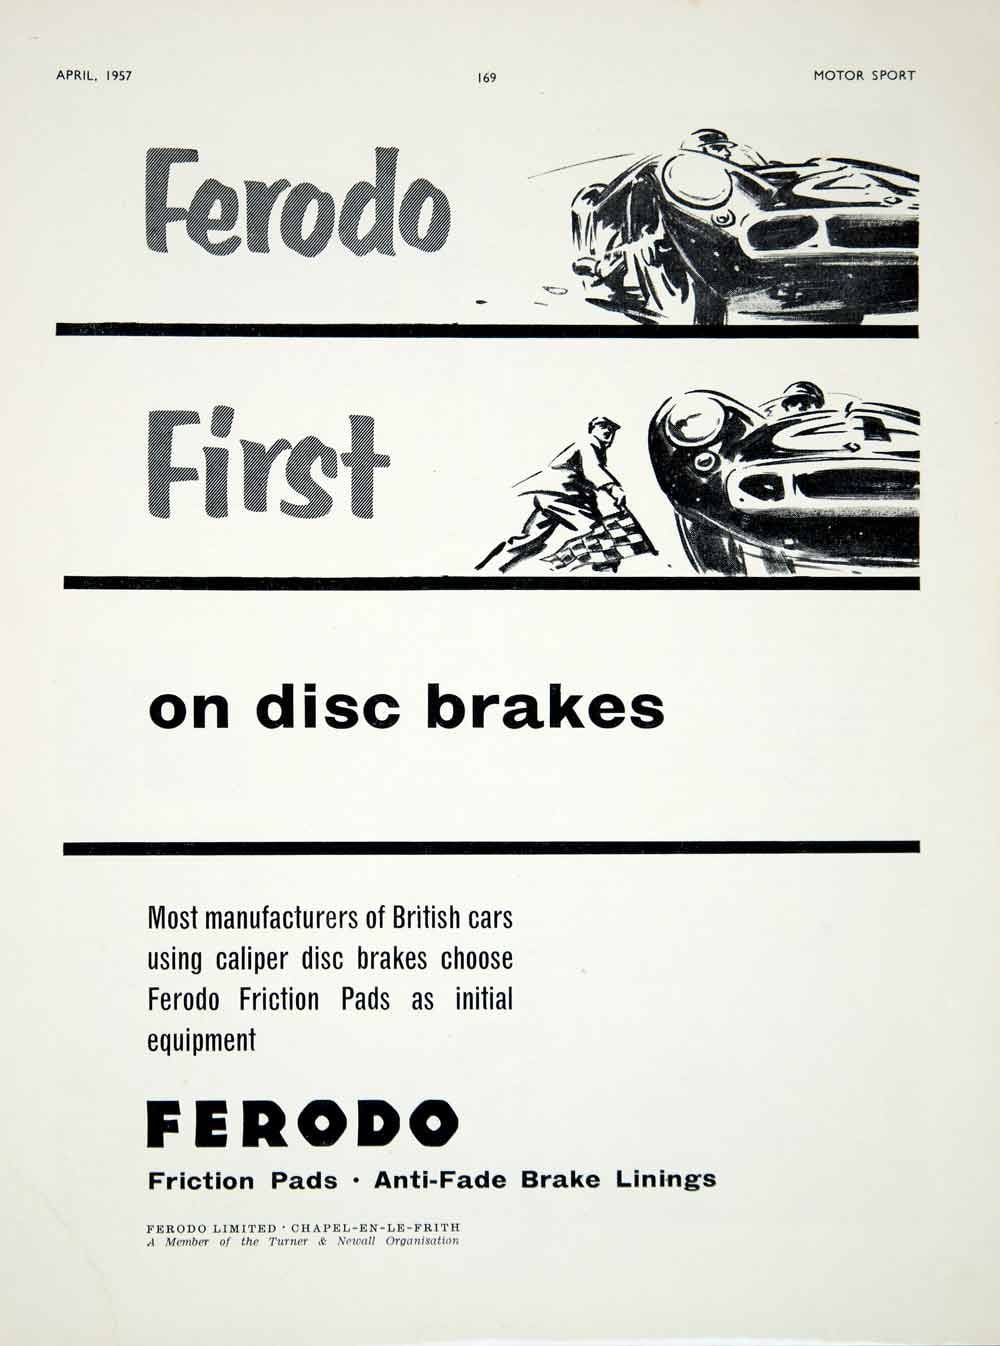 APRIL, 1957 169 MOTOR SPORT
Ferodo
First
on disc brakes
Most manufacturers of British cars
using caliper disc brakes choose
Ferodo Friction Pads as initial
equipment
FERODO
Friction Pads · Anti-Fade Brake Linings
FERODO LIMITED · CHAPEL-EN-LE-FRITH
A Member of the Turner & Newall Organisation